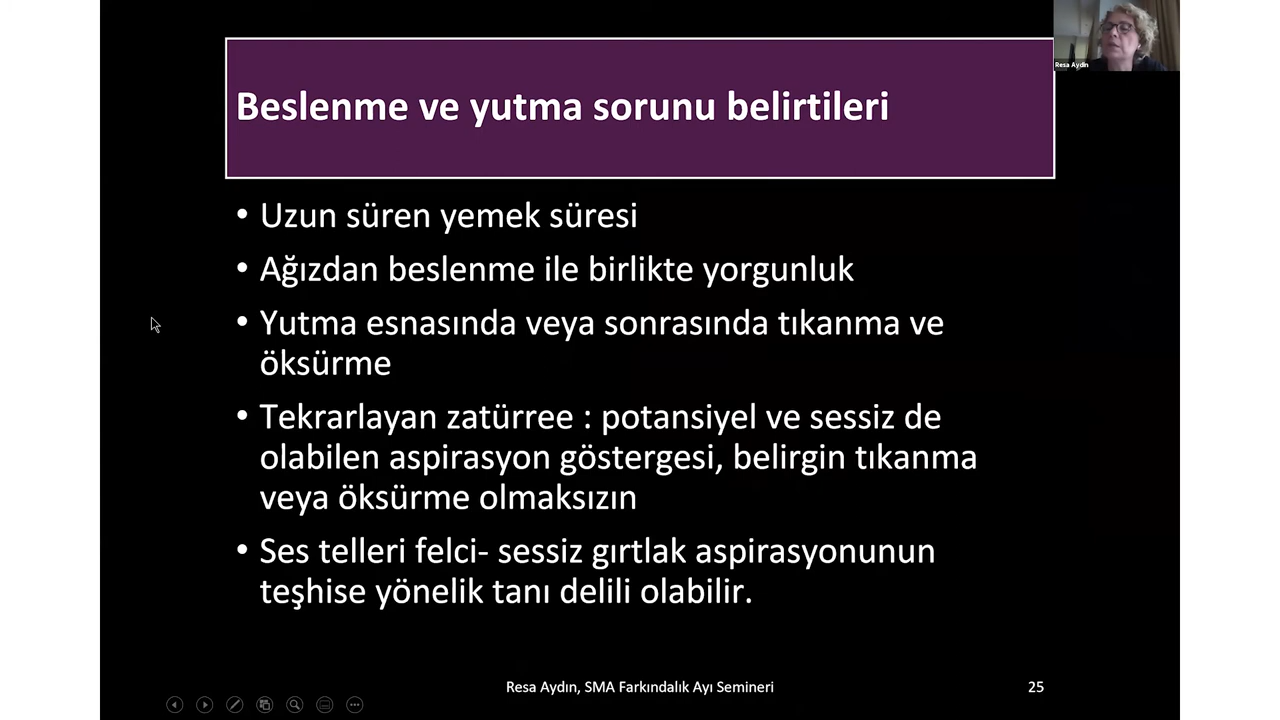 Resa Aydın
Beslenme ve yutma sorunu belirtileri
• Uzun süren yemek süresi
• Ağızdan beslenme ile birlikte yorgunluk
• Yutma esnasında veya sonrasında tıkanma ve
öksürme
• Tekrarlayan zatürree : potansiyel ve sessiz de
olabilen aspirasyon göstergesi, belirgin tıkanma
veya öksürme olmaksızın
• Ses telleri felci- sessiz gırtlak aspirasyonunun
teşhise yönelik tanı delili olabilir.
Resa Aydın, SMA Farkındalık Ayı Semineri
25